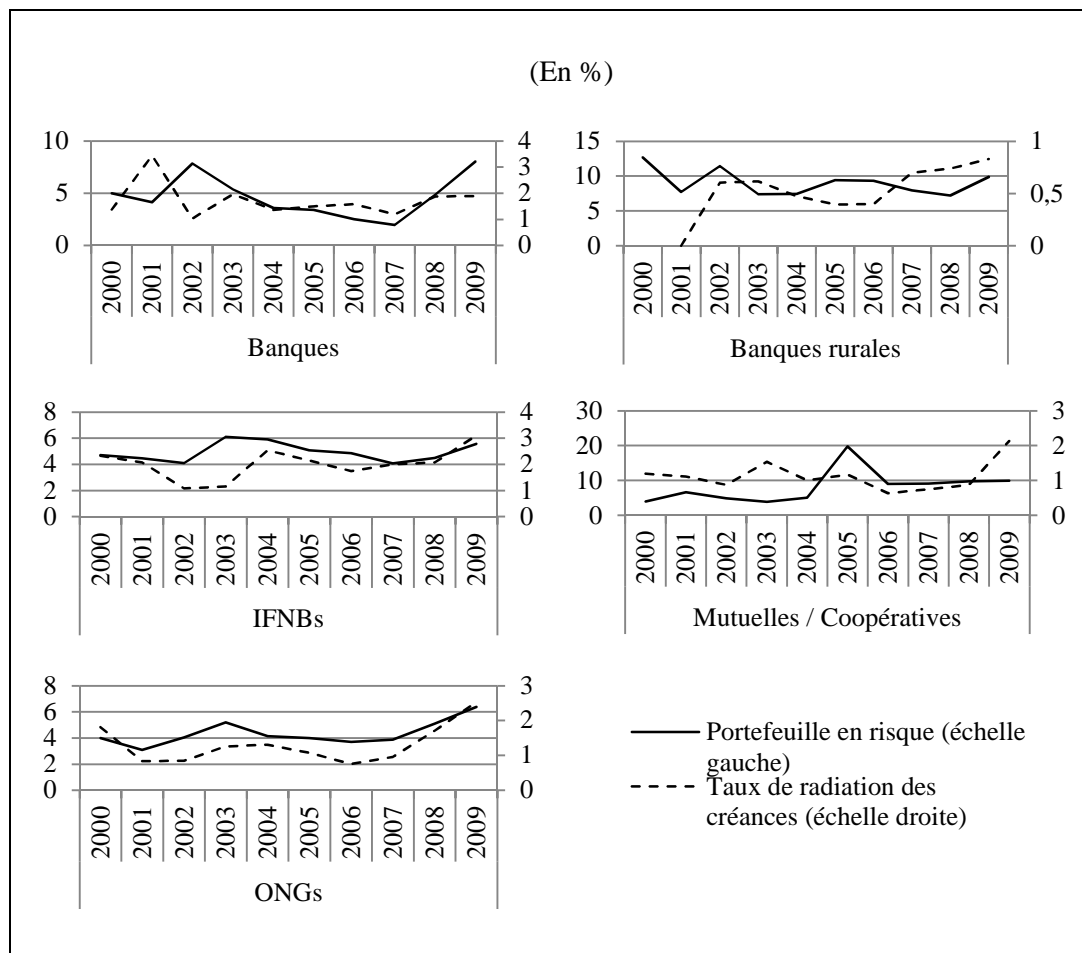 (En %)
10
5
0
4
3
2
1
0
2000 2001 2002 2003 2004 2005 2006 2007 2008 2009
Banques
15
10
5
0
1
0,5
0
2000 2001 2002 2003 2004 2005 2006 2007 2008 2009
Banques rurales
8
6
4
2
0
4
3
2
1
0
2000 2001 2002 2003 2004 2005 2006 2007 2008 2009
IFNBs
30
20
10
0
3
2
1
0
2000 2001 2002 2003 2004 2005 2006 2007 2008 2009
Mutuelles / Coopératives
8
6
4
2
0
3
2
1
0
2000 2001 2002 2003 2004 2005 2006 2007 2008 2009
ONGs
Portefeuille en risque (échelle
gauche)
Taux de radiation des
créances (échelle droite)